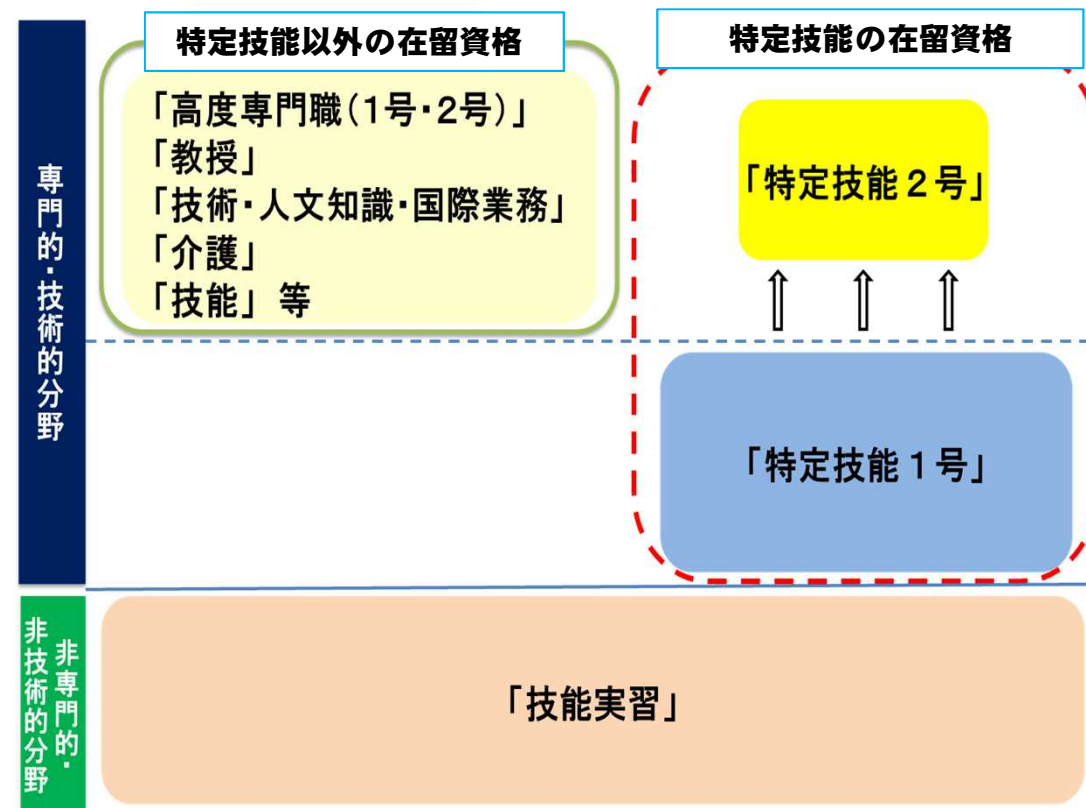 特定技能以外の在留資格
特定技能の在留資格
専門的・技術的分野
「高度専門職(1号・2号)」
「教授」
「技術・人文知識・国際業務」
「介護」
「技能」 等
「特定技能２号」
「特定技能１号」
非専門的・
非技術的分野
「技能実習」